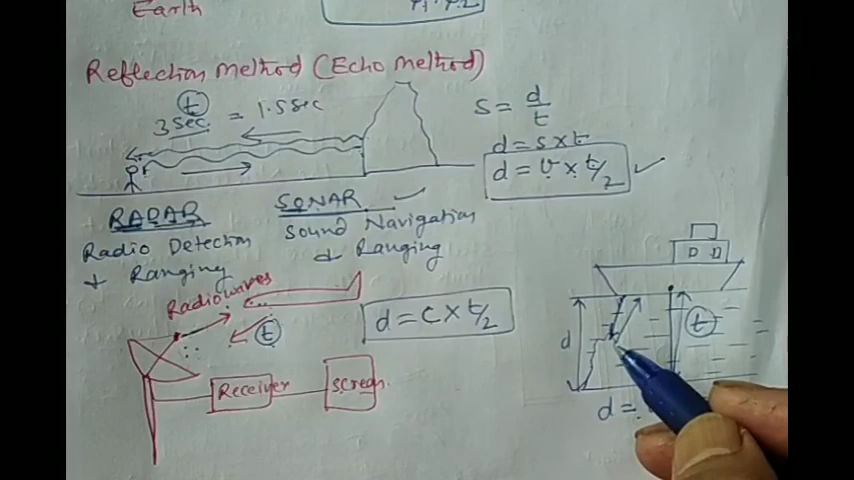 Earth
Reflection method (Echo method)
t
3 sec = 1.5 sec
S = d/t
d = s x t
d = v x t/2
RADAR
Radio Detection
+ Ranging
SONAR
Sound Navigation
& Ranging
Radiowaves
t
d = c x t/2
Receiver
Screen
D D
d
t
d =